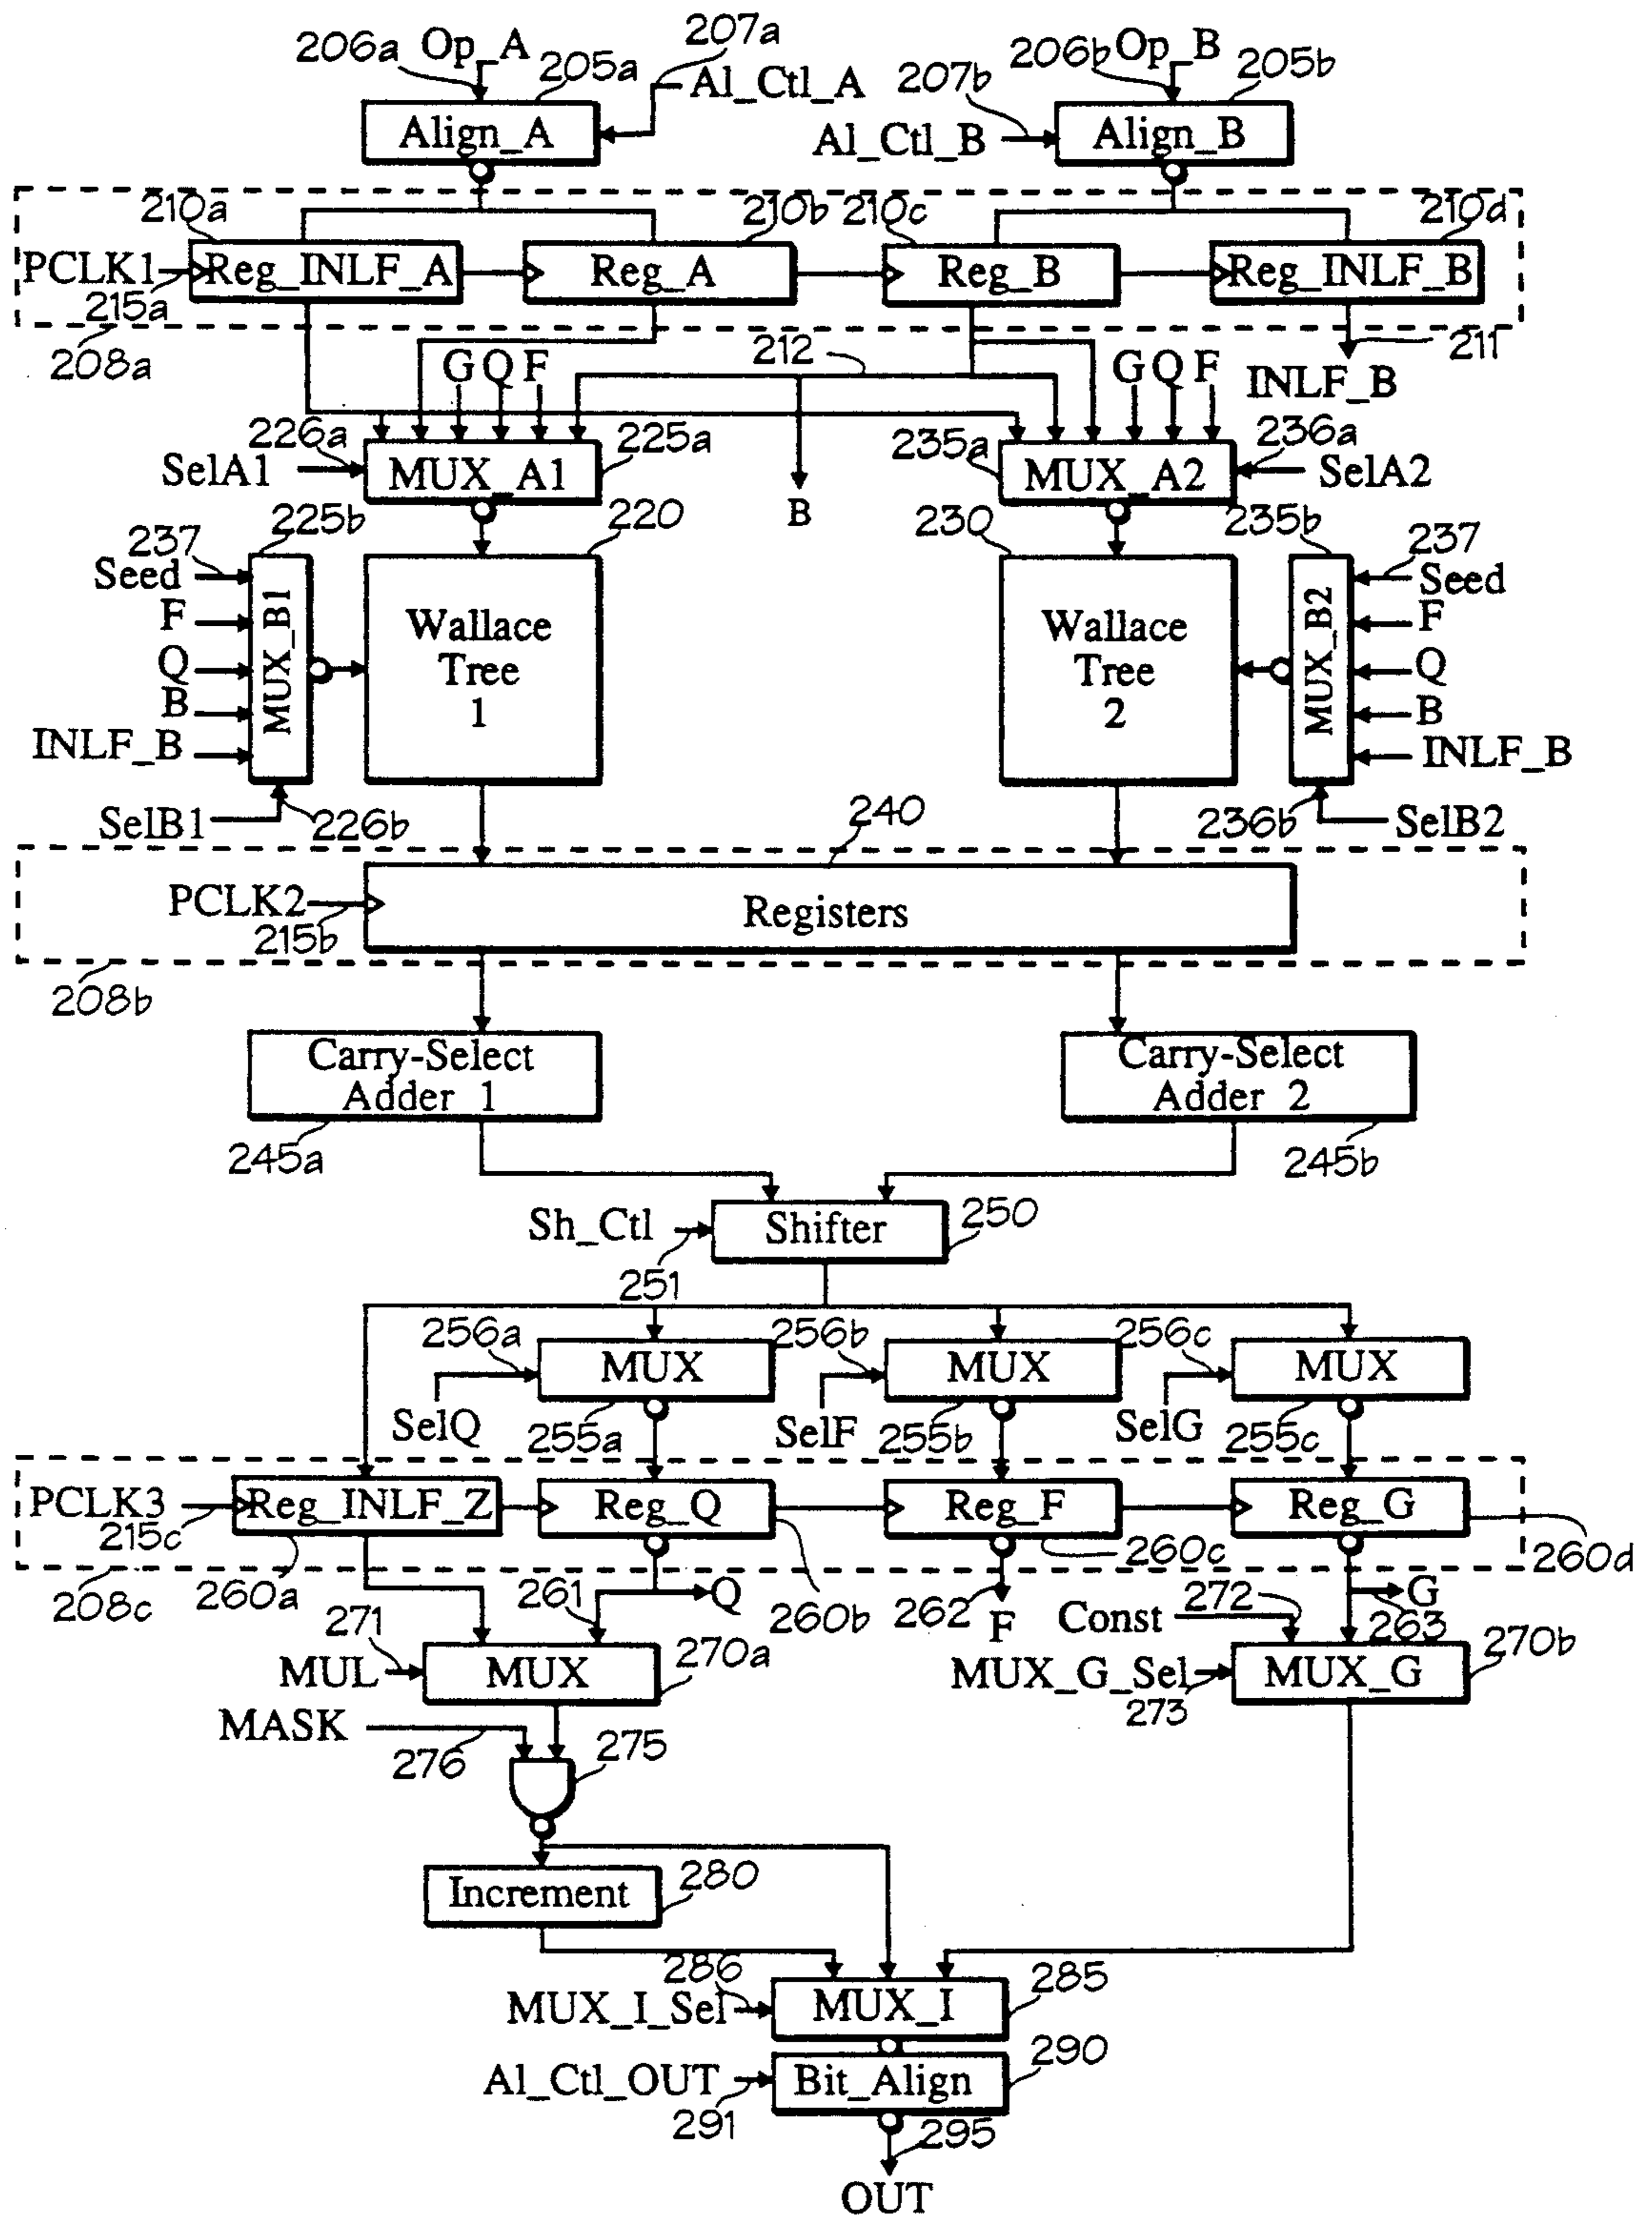 206a Op_A 207a 206b Op_B
205a Al_Ctl_A 207b 205b
Align_A Al_Ctl_B Align_B
210a 210b 210c 210d
PCLK1 Reg_INLF_A Reg_A Reg_B Reg_INLF_B
215a
208a G Q F 212 G Q F 211
INLF_B
226a 225a 235a 236a
SelA1 MUX_A1 MUX_A2 SelA2
B
225b 220 230 235b
237 237
Seed Seed
F F
Q Q
B B
INLF_B INLF_B
MUX_B1 MUX_B2
Wallace Wallace
Tree Tree
1 2
SelB1 226b 240 236b SelB2
PCLK2 Registers
215b
208b
Carry-Select Carry-Select
Adder 1 Adder 2
245a 245b
Sh_Ctl Shifter 250
251
256a 256b 256c
MUX MUX MUX
SelQ 255a SelF 255b SelG 255c
PCLK3 Reg_INLF_Z Reg_Q Reg_F Reg_G
215c
208c 260a 261 Q 260b 262 260c 260d
F Const 272 G 263
271
MUL MUX 270a MUX_G_Sel MUX_G 270b
273
MASK
276 275
Increment 280
286 285
MUX_I_Sel MUX_I
290
Al_Ctl_OUT Bit_Align
291 295
OUT